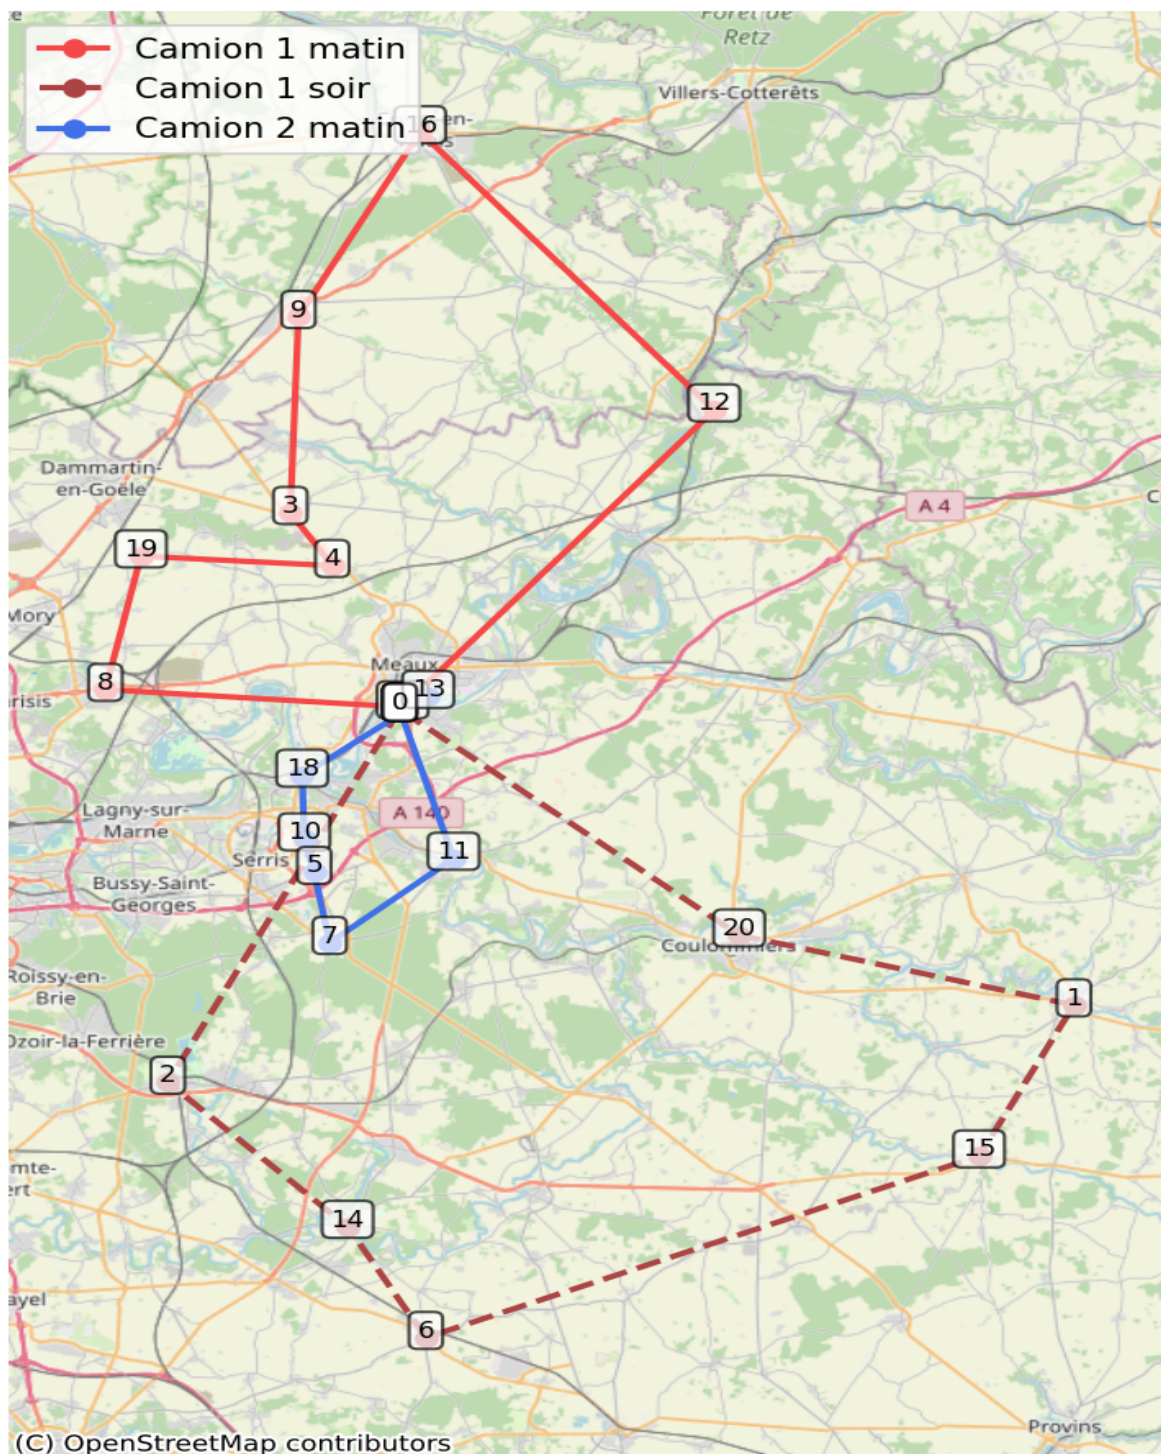 Forêt de
Retz
Camion 1 matin
Camion 1 soir
Camion 2 matin
Villers-Cotterêts
6
9
12
Dammartin-
en-Goële
3
A 4
19
4
Mory
Meaux
8
13
0
18
Lagny-sur-
Marne
A 140
10
Serris
5
11
Bussy-Saint-
Georges
7
20
Coulommiers
Roissy-en-
Brie
1
Ozoir-la-Ferrière
2
15
14
6
Provins
(C) OpenStreetMap contributors